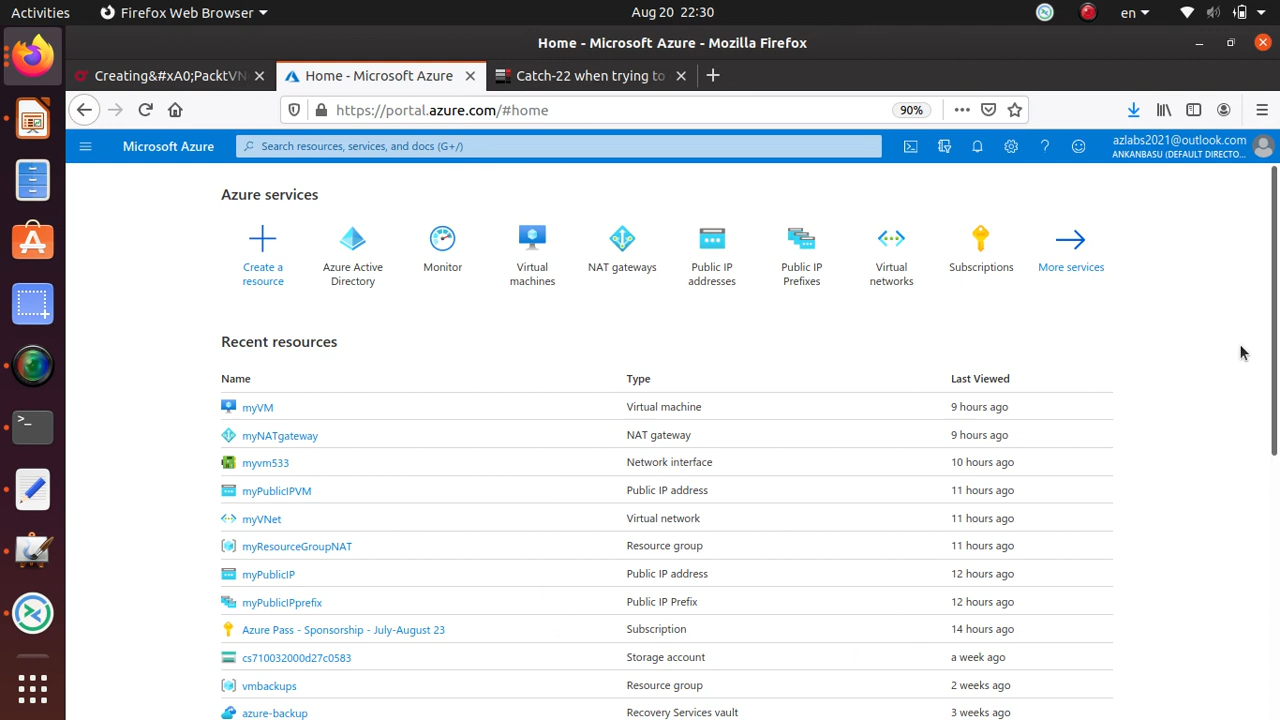 Activities Firefox Web Browser Aug 20 22:30 en
Home - Microsoft Azure - Mozilla Firefox
Creating&#xA0;PacktVN Home - Microsoft Azure Catch-22 when trying to
https://portal.azure.com/#home 90%
Microsoft Azure Search resources, services, and docs (G+/) azlabs2021@outlook.com
ANKANBASU (DEFAULT DIRECTO...
Azure services
Create a resource
Azure Active Directory
Monitor
Virtual machines
NAT gateways
Public IP addresses
Public IP Prefixes
Virtual networks
Subscriptions
More services
Recent resources
Name Type Last Viewed
myVM Virtual machine 9 hours ago
myNATgateway NAT gateway 9 hours ago
myvm533 Network interface 10 hours ago
myPublicIPVM Public IP address 11 hours ago
myVNet Virtual network 11 hours ago
myResourceGroupNAT Resource group 11 hours ago
myPublicIP Public IP address 12 hours ago
myPublicIPprefix Public IP Prefix 12 hours ago
Azure Pass - Sponsorship - July-August 23 Subscription 14 hours ago
cs710032000d27c0583 Storage account a week ago
vmbackups Resource group 2 weeks ago
azure-backup Recovery Services vault 3 weeks ago